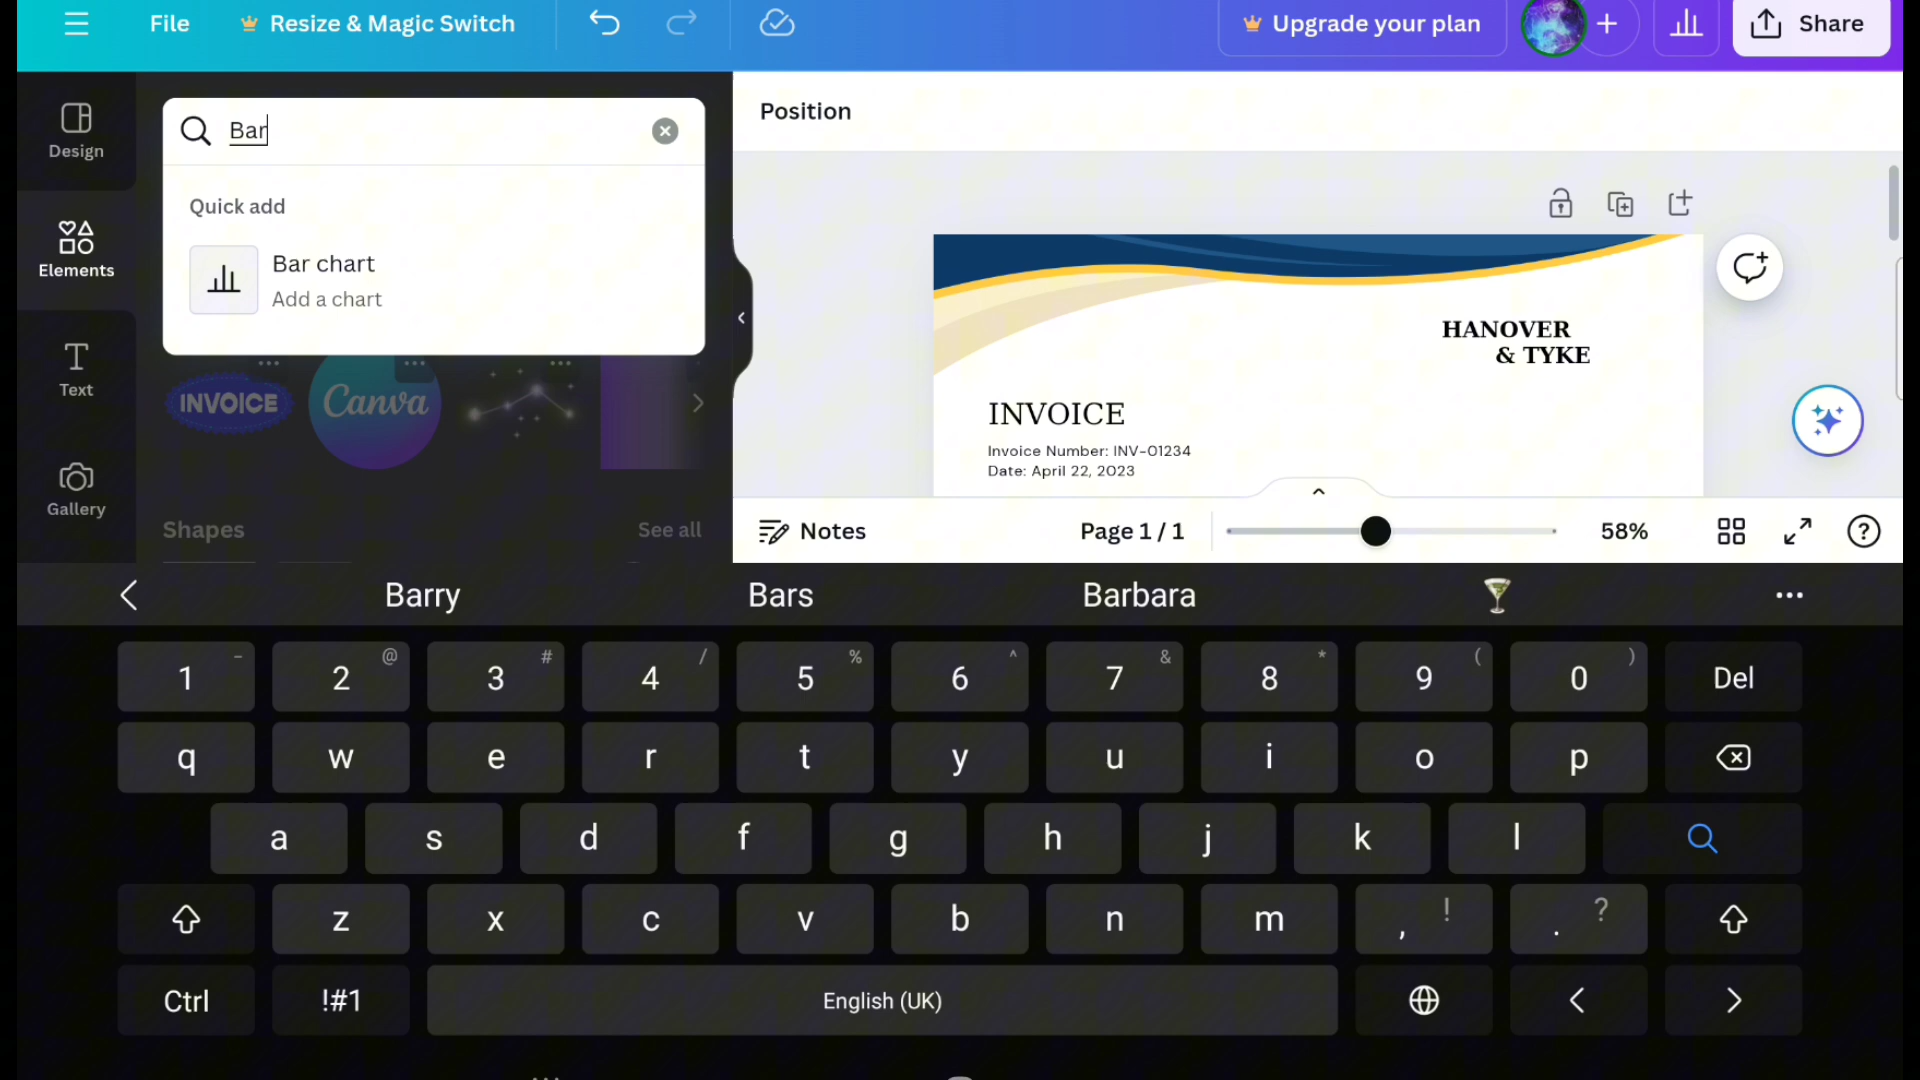 File
Resize & Magic Switch
Upgrade your plan
Share
Design
Elements
Text
Gallery
Bar
Quick add
Bar chart
Add a chart
INVOICE
Canva
Shapes
See all
Position
HANOVER
& TYKE
INVOICE
Invoice Number: INV-01234
Date: April 22, 2023
Notes
Page 1 / 1
58%
Barry Bars Barbara
1 - 2 @ 3 # 4 / 5 % 6 ^ 7 & 8 * 9 ( 0 ) Del
q w e r t y u i o p
a s d f g h j k l
z x c v b n m , ! . ?
Ctrl !#1 English (UK)